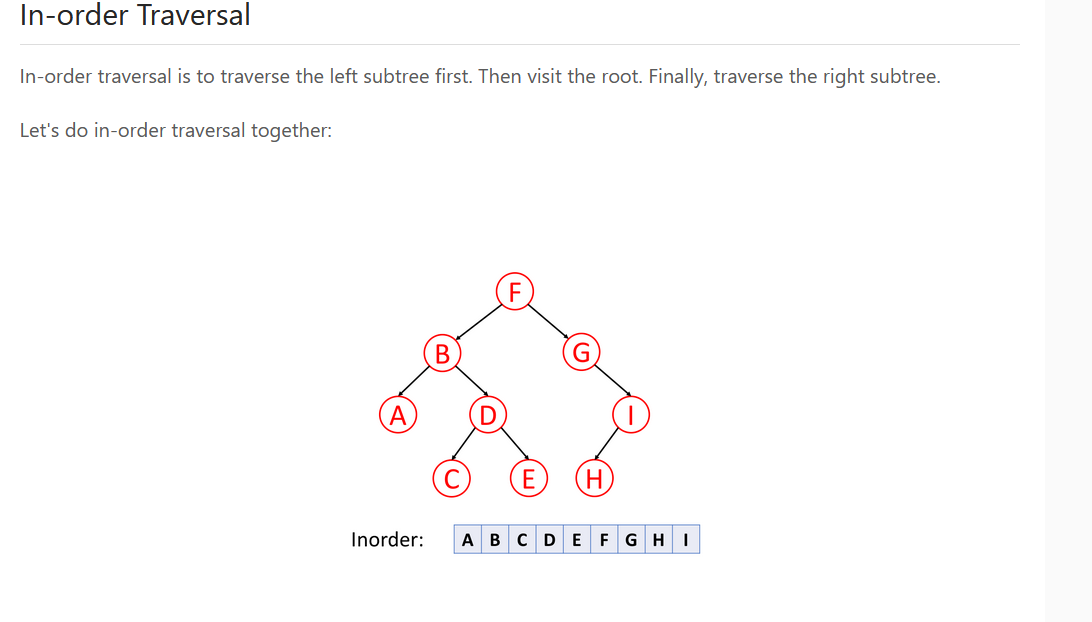 In-order Traversal
In-order traversal is to traverse the left subtree first. Then visit the root. Finally, traverse the right subtree.
Let's do in-order traversal together:
F
B G
A D I
C E H
Inorder: A B C D E F G H I